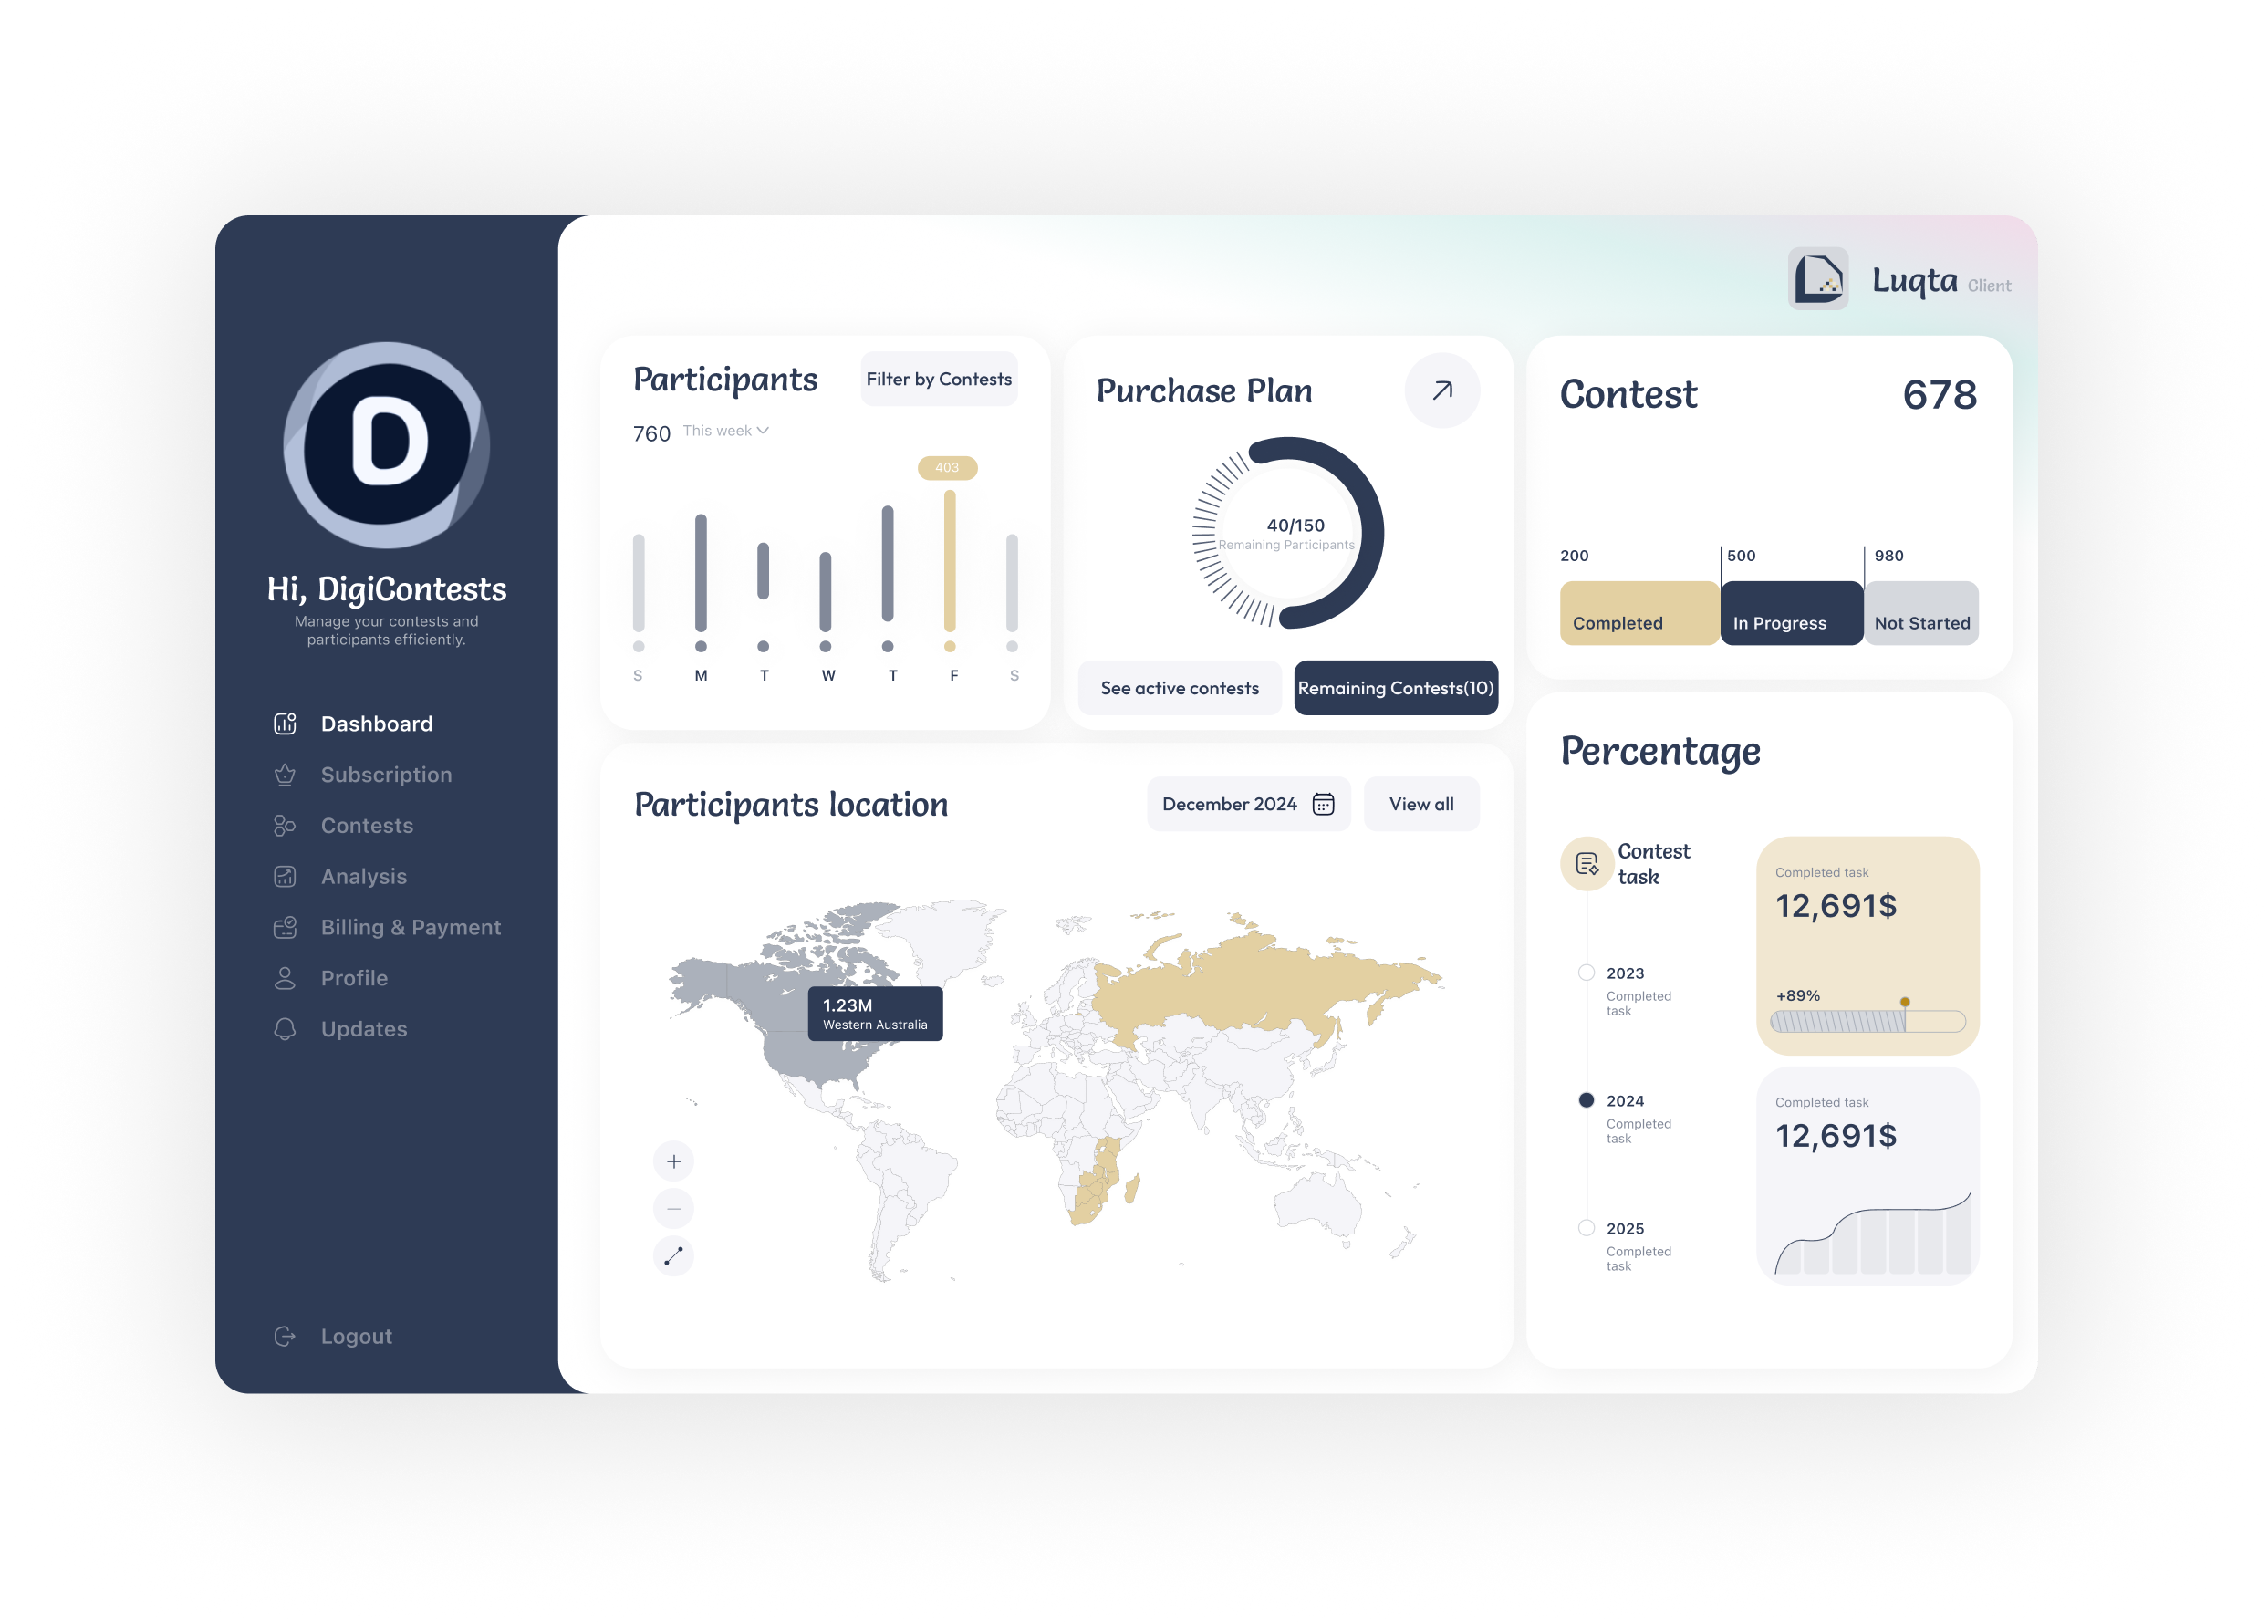 D
Hi, DigiContests
Manage your contests and
participants efficiently.
Dashboard
Subscription
Contests
Analysis
Billing & Payment
Profile
Updates
Logout
Luqta Client
Participants
Filter by Contests
760 This week
403
S M T W T F S
Purchase Plan
40/150
Remaining Participants
See active contests
Remaining Contests(10)
Contest 678
200 500 980
Completed In Progress Not Started
Participants location
December 2024
View all
1.23M
Western Australia
Percentage
Contest
task
2023
Completed
task
2024
Completed
task
2025
Completed
task
Completed task
12,691$
+89%
Completed task
12,691$